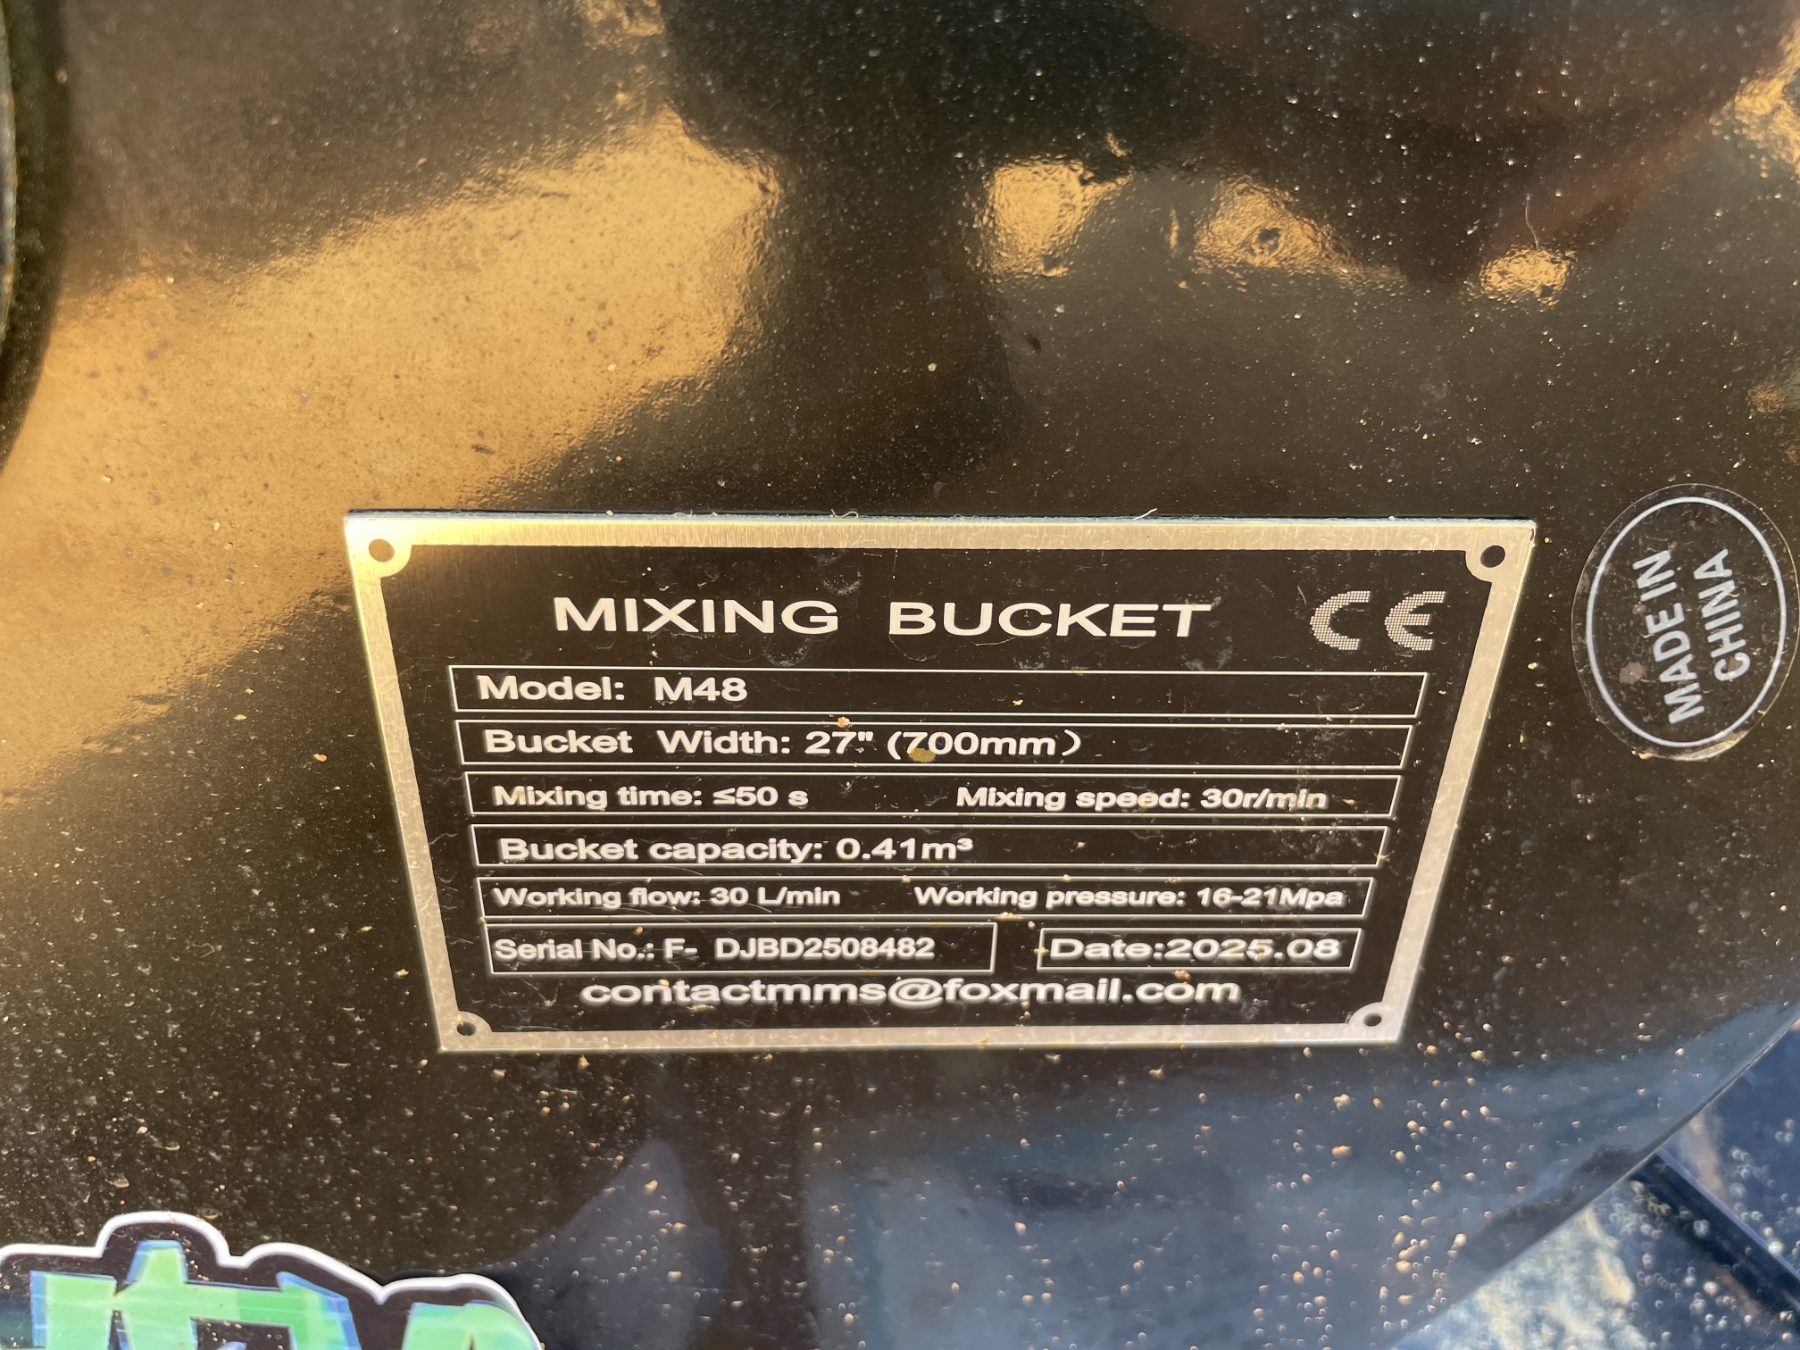 MIXING BUCKET CE
Model: M48
Bucket Width: 27" (700mm)
Mixing time: ≤50 s Mixing speed: 30r/min
Bucket capacity: 0.41m³
Working flow: 30 L/min Working pressure: 16-21Mpa
Serial No.: F- DJBD2508482 Date:2025.08
contactmms@foxmail.com
MADE IN
CHINA